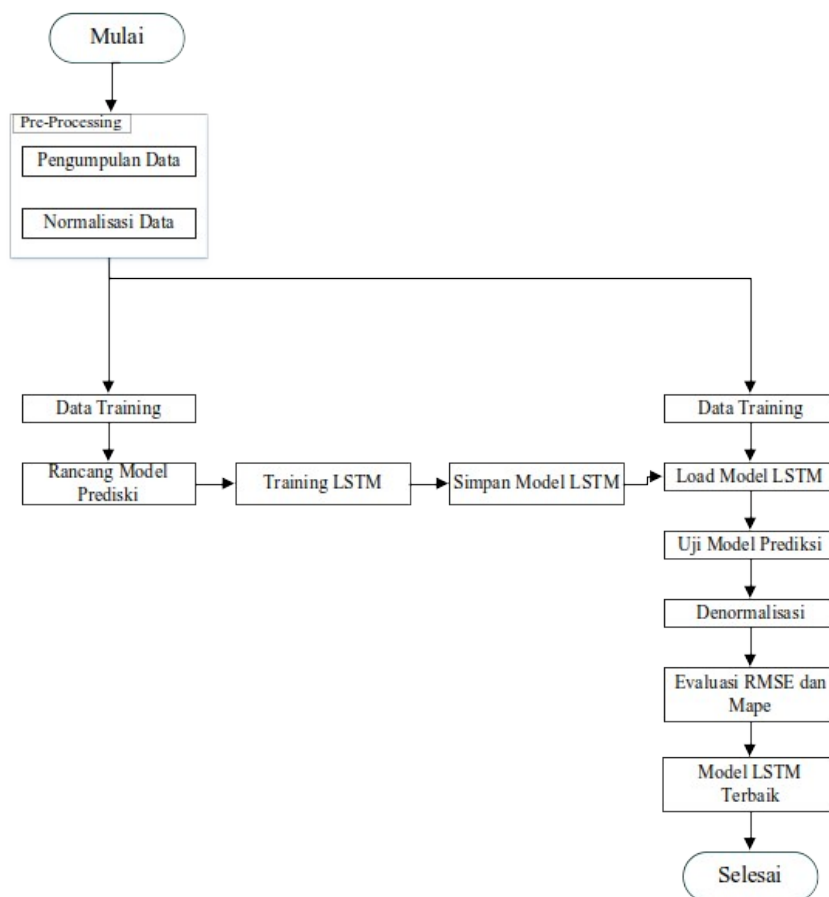 Mulai
Pre-Processing
Pengumpulan Data
Normalisasi Data
Data Training
Data Training
Rancang Model
Prediski
Training LSTM
Simpan Model LSTM
Load Model LSTM
Uji Model Prediksi
Denormalisasi
Evaluasi RMSE dan
Mape
Model LSTM
Terbaik
Selesai